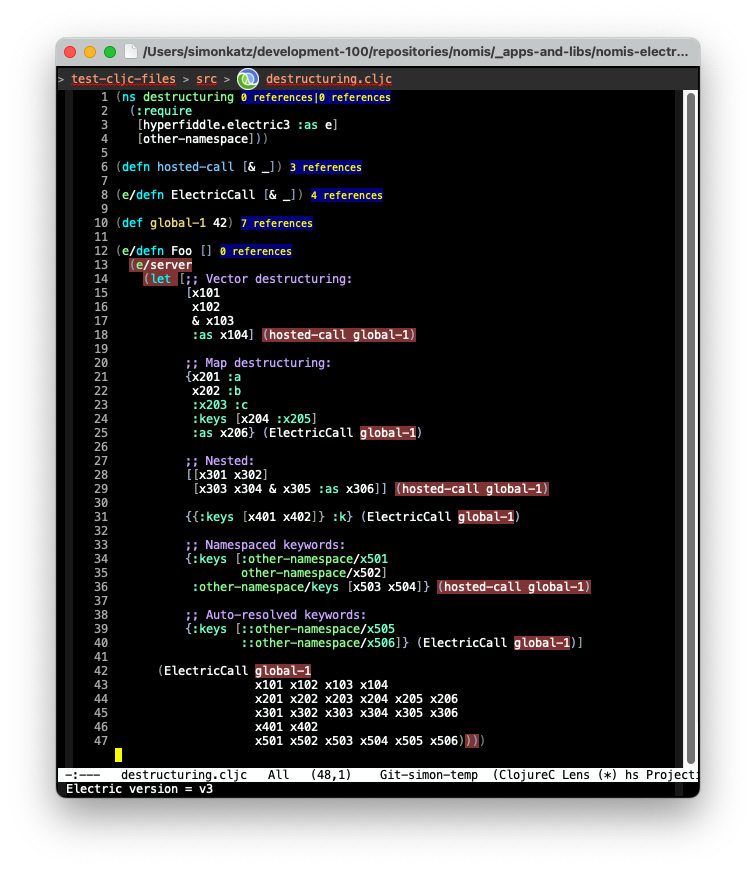 /Users/simonkatz/development-100/repositories/nomis/_apps-and-libs/nomis-electr...
> test-cljc-files > src > destructuring.cljc
1 (ns destructuring 0 references|0 references
2   (:require
3    [hyperfiddle.electric3 :as e]
4    [other-namespace]))
5
6 (defn hosted-call [& _]) 3 references
7
8 (e/defn ElectricCall [& _]) 4 references
9
10 (def global-1 42) 7 references
11
12 (e/defn Foo [] 0 references
13   (e/server
14     (let [;; Vector destructuring:
15           [x101
16            x102
17            & x103
18            :as x104] (hosted-call global-1)
19
20           ;; Map destructuring:
21           {x201 :a
22            x202 :b
23            :x203 :c
24            :keys [x204 :x205]
25            :as x206} (ElectricCall global-1)
26
27           ;; Nested:
28           [[x301 x302]
29            [x303 x304 & x305 :as x306]] (hosted-call global-1)
30
31           {{:keys [x401 x402]} :k} (ElectricCall global-1)
32
33           ;; Namespaced keywords:
34           {:keys [:other-namespace/x501
35                   other-namespace/x502]
36            :other-namespace/keys [x503 x504]} (hosted-call global-1)
37
38           ;; Auto-resolved keywords:
39           {:keys [::other-namespace/x505
40                   ::other-namespace/x506]} (ElectricCall global-1)]
41
42       (ElectricCall global-1
43                     x101 x102 x103 x104
44                     x201 x202 x203 x204 x205 x206
45                     x301 x302 x303 x304 x305 x306
46                     x401 x402
47                     x501 x502 x503 x504 x505 x506))))
-:---   destructuring.cljc   All   (48,1)    Git-simon-temp  (ClojureC Lens (*) hs Projecti
Electric version = v3